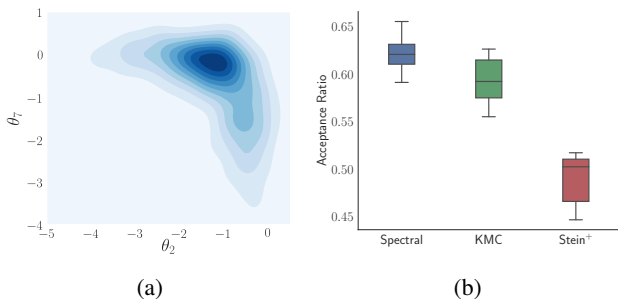 1
0
−1
−2
−3
−4
θ7
−5
−4
−3
−2
−1
0
θ2
(a)
0.65
0.60
0.55
0.50
0.45
Acceptance Ratio
Spectral
KMC
Stein+
(b)